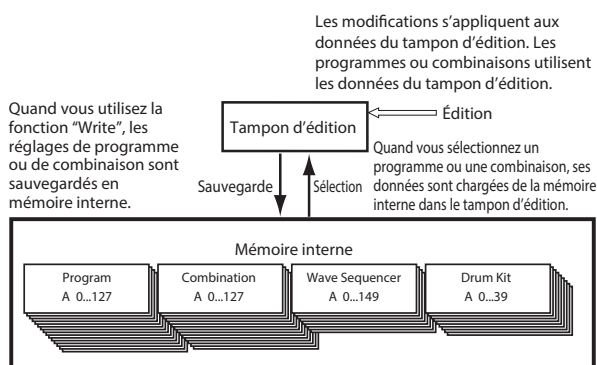 Les modifications s’appliquent aux
données du tampon d’édition. Les
programmes ou combinaisons utilisent
les données du tampon d’édition.
Quand vous utilisez la
fonction “Write”, les
réglages de programme
ou de combinaison sont
sauvegardés en
mémoire interne.
Tampon d’édition
Édition
Quand vous sélectionnez un
programme ou une combinaison, ses
données sont chargées de la mémoire
interne dans le tampon d’édition.
Sauvegarde
Sélection
Mémoire interne
Program
A 0...127
Combination
A 0...127
Wave Sequencer
A 0...149
Drum Kit
A 0...39